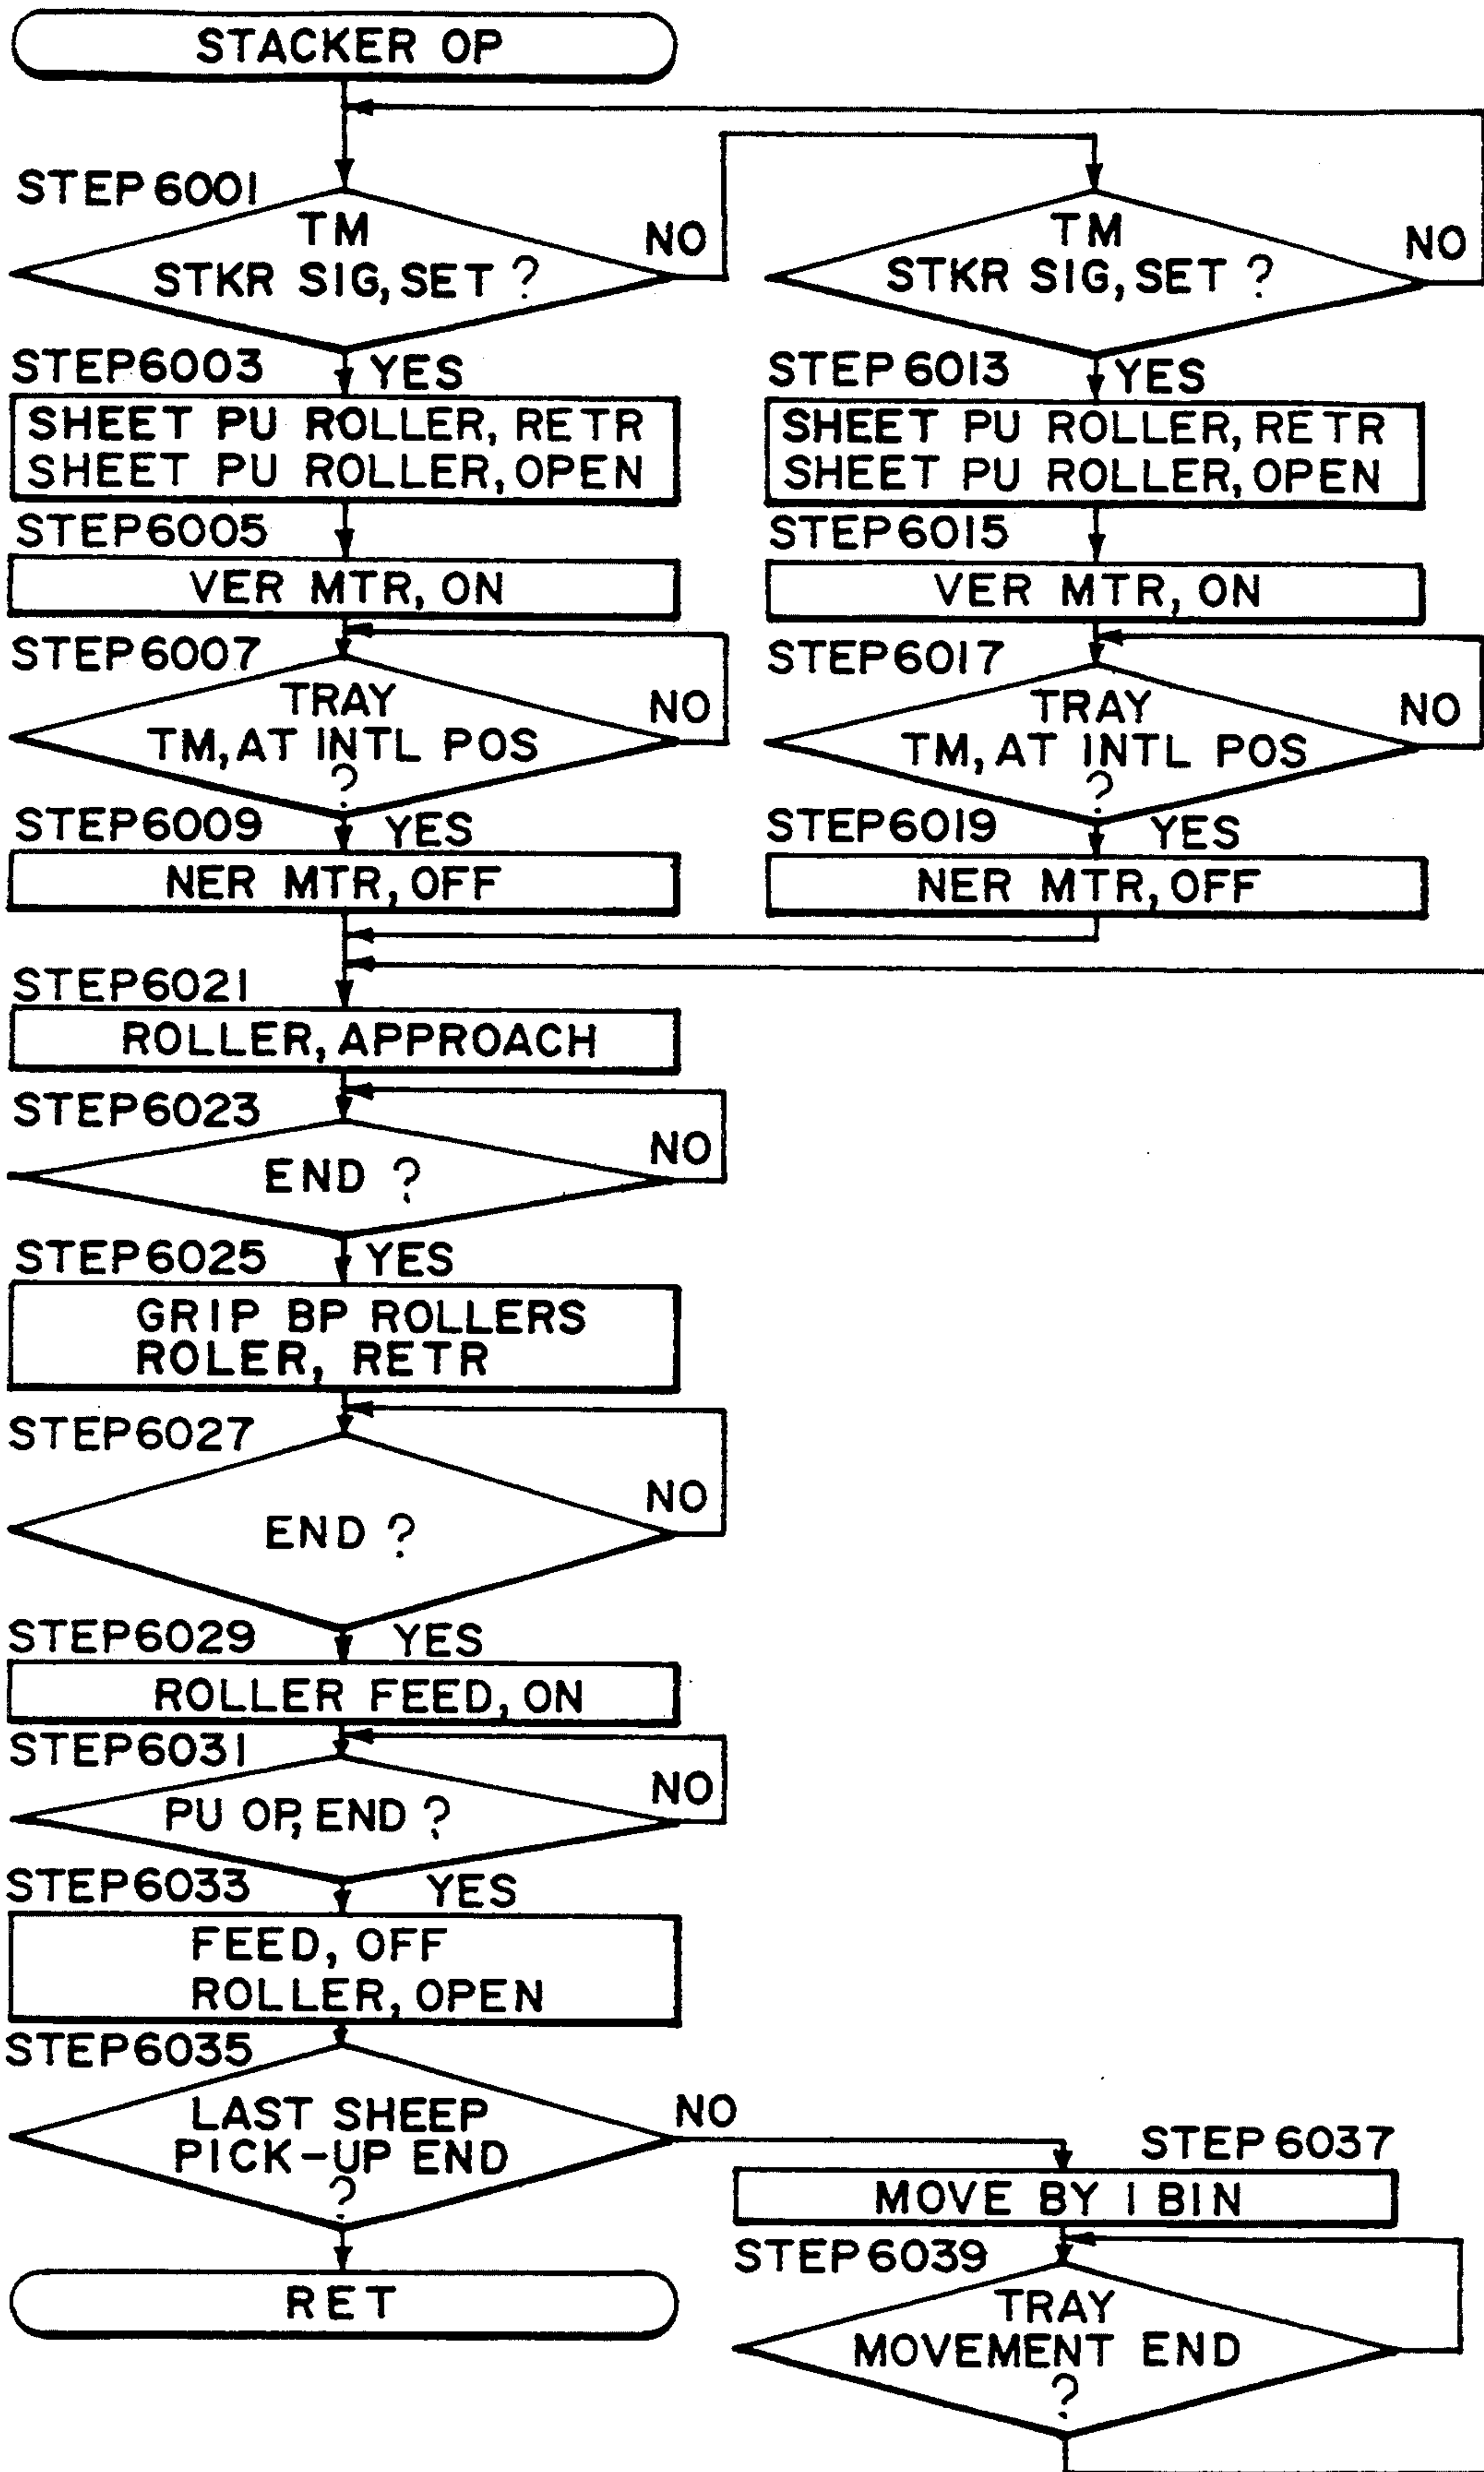 STACKER OP
STEP6001
TM
STKR SIG, SET ?
NO
TM
STKR SIG, SET ?
NO
STEP6003
YES
SHEET PU ROLLER, RETR
SHEET PU ROLLER, OPEN
STEP6013
YES
SHEET PU ROLLER, RETR
SHEET PU ROLLER, OPEN
STEP6005
VER MTR, ON
STEP6015
VER MTR, ON
STEP6007
TRAY
TM, AT INTL POS
?
NO
STEP6017
TRAY
TM, AT INTL POS
?
NO
STEP6009
YES
NER MTR, OFF
STEP6019
YES
NER MTR, OFF
STEP6021
ROLLER, APPROACH
STEP6023
END ?
NO
STEP6025
YES
GRIP BP ROLLERS
ROLER, RETR
STEP6027
END ?
NO
STEP6029
YES
ROLLER FEED, ON
STEP6031
PU OP, END ?
NO
STEP6033
YES
FEED, OFF
ROLLER, OPEN
STEP6035
LAST SHEEP
PICK-UP END
?
NO
STEP6037
MOVE BY 1 BIN
STEP6039
TRAY
MOVEMENT END
?
RET